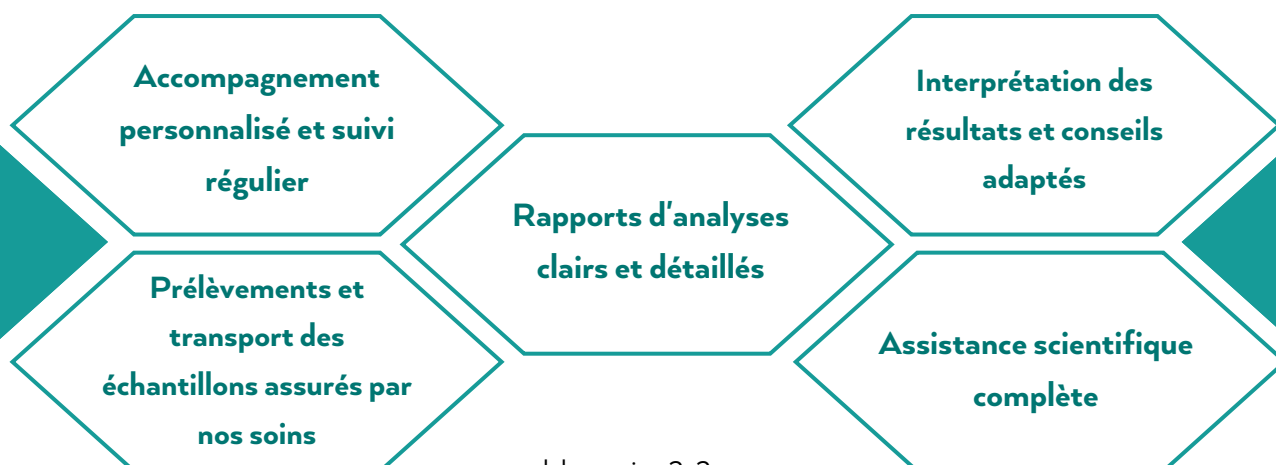 Accompagnement
personnalisé et suivi
régulier
Interprétation des
résultats et conseils
adaptés
Rapports d'analyses
clairs et détaillés
Prélèvements et
transport des
échantillons assurés par
nos soins
Assistance scientifique
complète